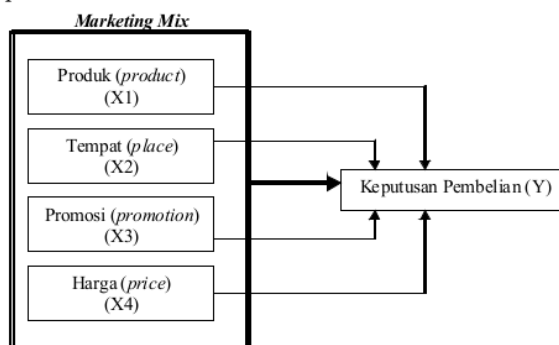 Marketing Mix
Produk (product)
(X1)
Tempat (place)
(X2)
Keputusan Pembelian (Y)
Promosi (promotion)
(X3)
Harga (price)
(X4)